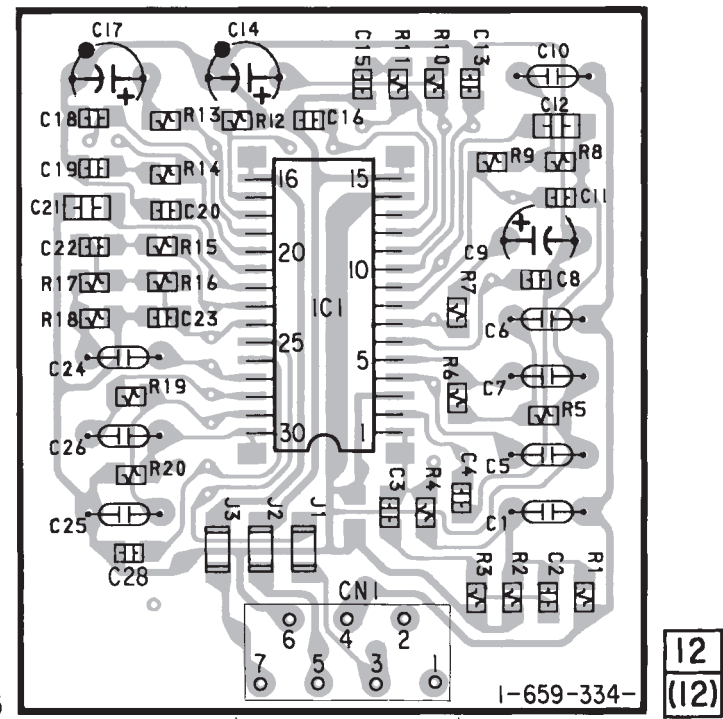 C17 C14 C15 R11 R10 C13 C10
C18 R13 R12 C16 C12
C19 R14 R9 R8
C21 C20 16 15 C11
C22 R15 20 C9
R17 R16 10 C8
R18 C23 IC1 R7 C6
C24 25 5 R6 C7
R19 R5
C26 30 1 C5
R20 C3 R4 C4
C25 J3 J2 J1 C1
C28 R3 R2 C2 R1
CN1
6 4 2
7 5 3 1
1-659-334-
12
(12)